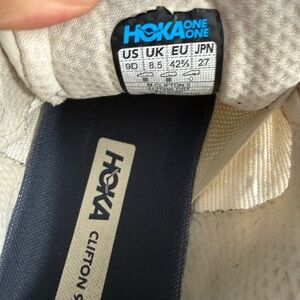 HOKA ONE ONE
US UK EU JPN
9D 8.5 42⅔ 27
HOKA
CLIFTON